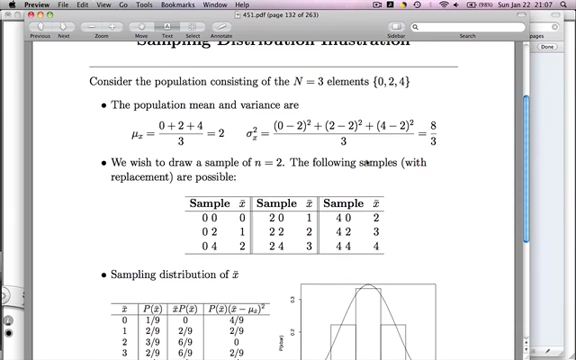 Preview File Edit View Go Tools Bookmarks Window Help Sun Jan 22 21:07
451.pdf (page 132 of 263)
Previous Next Zoom Move Text Select Annotate Sidebar Search
Done
Sampling Distribution Illustration
Consider the population consisting of the N = 3 elements {0, 2, 4}
• The population mean and variance are
μx = (0 + 2 + 4)/3 = 2 σ²x = ((0 − 2)² + (2 − 2)² + (4 − 2)²)/3 = 8/3
• We wish to draw a sample of n = 2. The following samples (with
replacement) are possible:
Sample x̄ Sample x̄ Sample x̄
0 0 0 2 0 1 4 0 2
0 2 1 2 2 2 4 2 3
0 4 2 2 4 3 4 4 4
• Sampling distribution of x̄
x̄ P(x̄) x̄P(x̄) P(x̄)(x̄ − μx)²
0 1/9 0 4/9
1 2/9 2/9 2/9
2 3/9 6/9 0
3 2/9 6/9 2/9
0.3
0.2